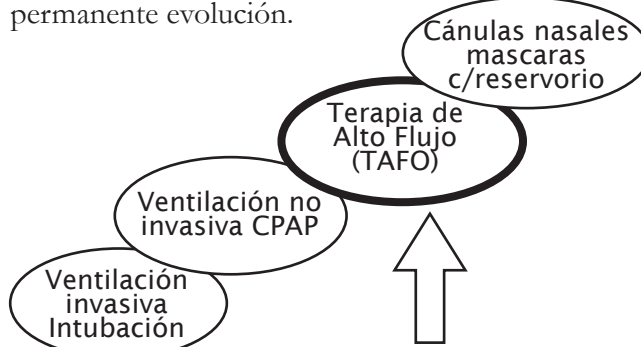 permanente evolución.
Cánulas nasales
mascaras
c/reservorio
Terapia de
Alto Flujo
(TAFO)
Ventilación no
invasiva CPAP
Ventilación
invasiva
Intubación